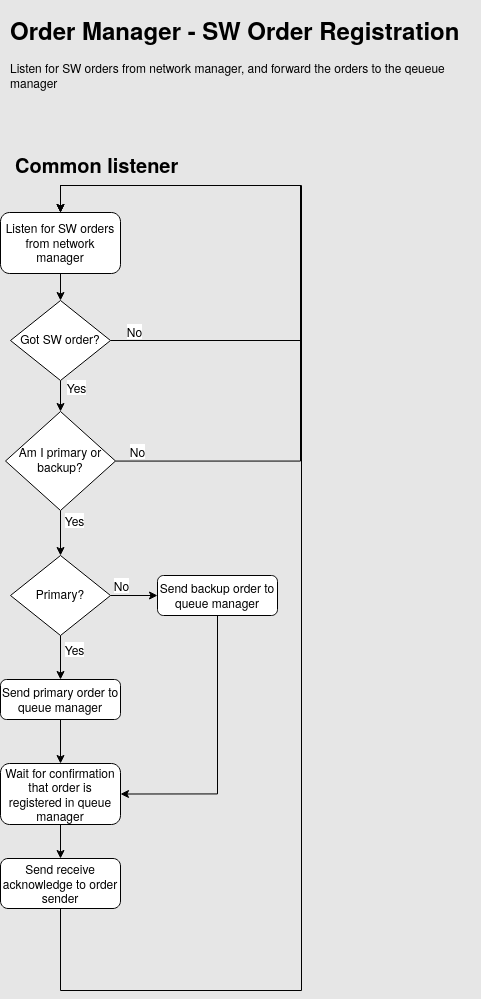 Order Manager - SW Order Registration
Listen for SW orders from network manager, and forward the orders to the qeueue
manager
Common listener
Listen for SW orders
from network
manager
Got SW order?
No
Yes
Am I primary or
backup?
No
Yes
Primary?
No
Send backup order to
queue manager
Yes
Send primary order to
queue manager
Wait for confirmation
that order is
registered in queue
manager
Send receive
acknowledge to order
sender